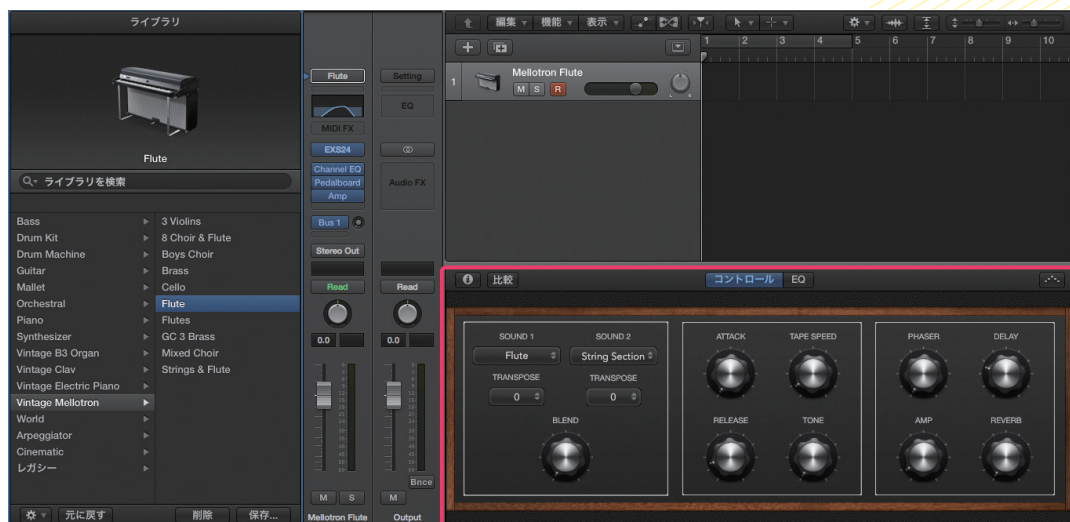 ライブラリ
Flute
ライブラリを検索
Bass
Drum Kit
Drum Machine
Guitar
Mallet
Orchestral
Piano
Synthesizer
Vintage B3 Organ
Vintage Clav
Vintage Electric Piano
Vintage Mellotron
World
Arpeggiator
Cinematic
レガシー
3 Violins
8 Choir & Flute
Boys Choir
Brass
Cello
Flute
Flutes
GC 3 Brass
Mixed Choir
Strings & Flute
元に戻す 削除 保存...
Flute
MIDI FX
EXS24
Channel EQ
Pedalboard
Amp
Bus 1
Stereo Out
Read
0.0
M S
Mellotron Flute
Setting
EQ
Audio FX
Read
0.0
Bnce
M
Output
編集 機能 表示
1 2 3 4 5 6 7 8 9 10
1 Mellotron Flute
M S R
比較 コントロール EQ
SOUND 1 SOUND 2
Flute String Section
TRANSPOSE TRANSPOSE
0 0
BLEND
ATTACK TAPE SPEED
RELEASE TONE
PHASER DELAY
AMP REVERB